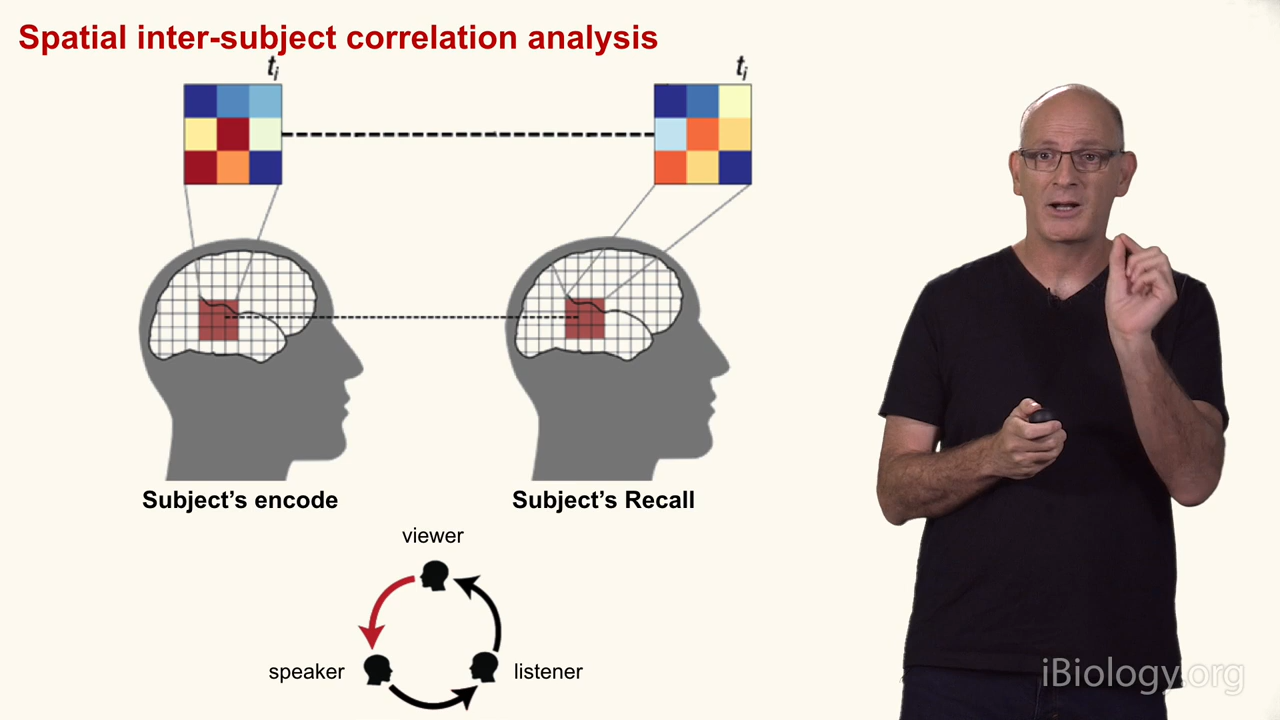 Spatial inter-subject correlation analysis
ti
ti
Subject's encode
Subject's Recall
viewer
speaker
listener
iBiology.org